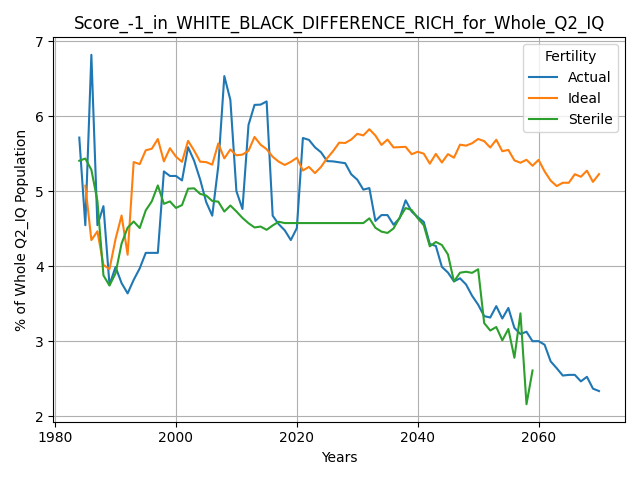 Score_-1_in_WHITE_BLACK_DIFFERENCE_RICH_for_Whole_Q2_IQ
% of Whole Q2_IQ Population
7
6
5
4
3
2
Fertility
Actual
Ideal
Sterile
1980
2000
2020
2040
2060
Years